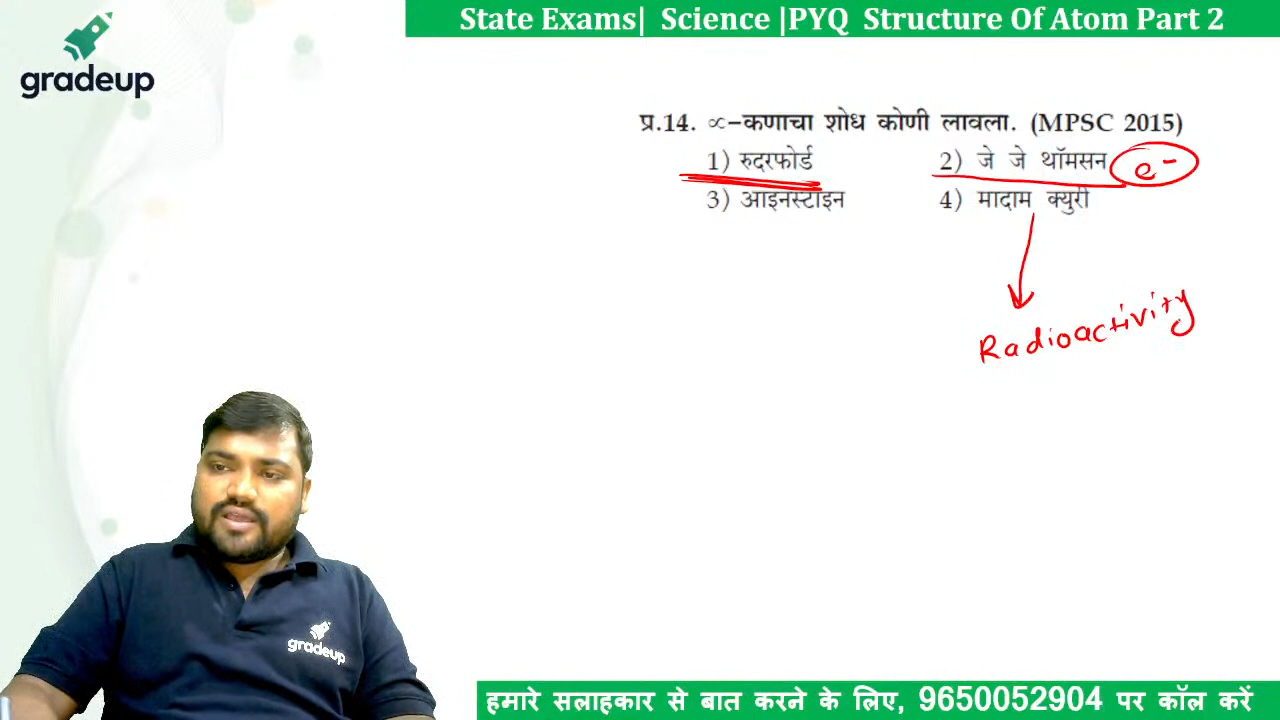 State Exams| Science |PYQ Structure Of Atom Part 2
gradeup
प्र.14. ∝-कणाचा शोध कोणी लावला. (MPSC 2015)
1) रुदरफोर्ड 2) जे जे थॉमसन e-
3) आइनस्टाइन 4) मादाम क्युरी
Radioactivity
gradeup
हमारे सलाहकार से बात करने के लिए, 9650052904 पर कॉल करें